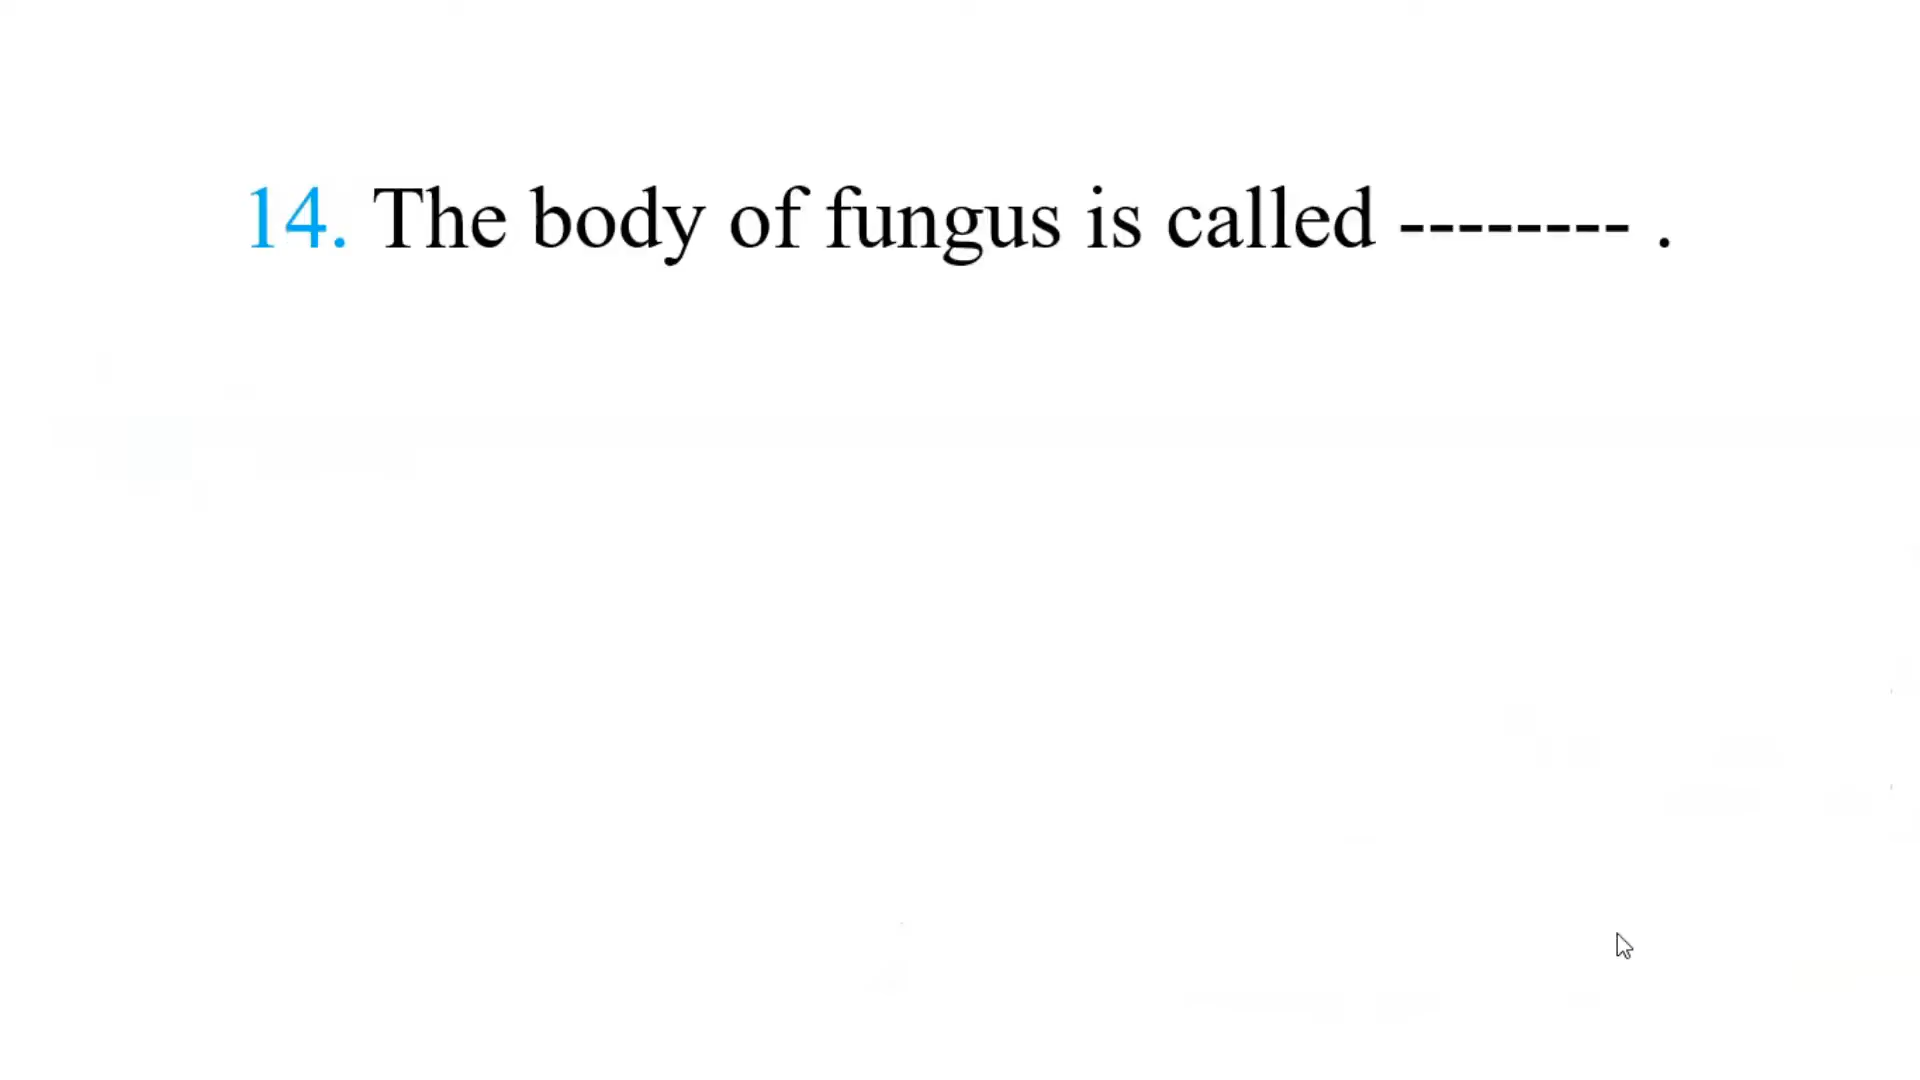 14. The body of fungus is called -------- .